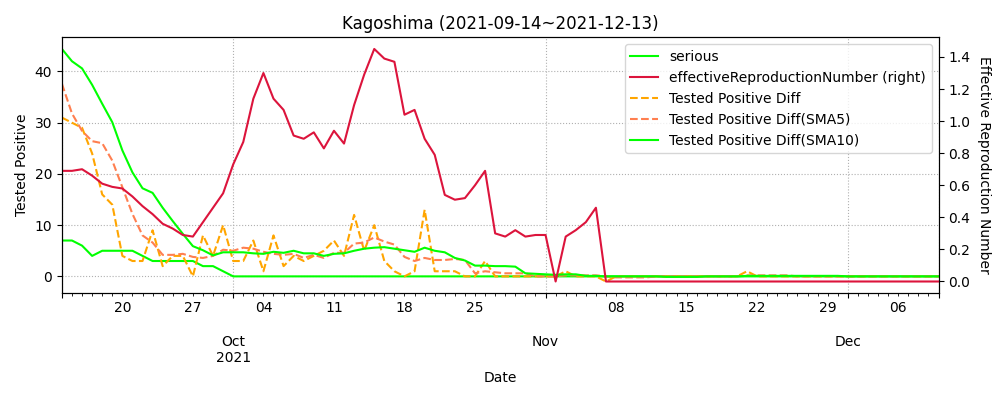 Kagoshima (2021-09-14~2021-12-13)
serious
effectiveReproductionNumber (right)
Tested Positive Diff
Tested Positive Diff(SMA5)
Tested Positive Diff(SMA10)
Tested Positive
40
30
20
10
0
1.4
1.2
1.0
0.8
0.6
0.4
0.2
0.0
Effective Reproduction Number
20 27 04 11 18 25 08 15 22 29 06
Oct Nov Dec
2021
Date